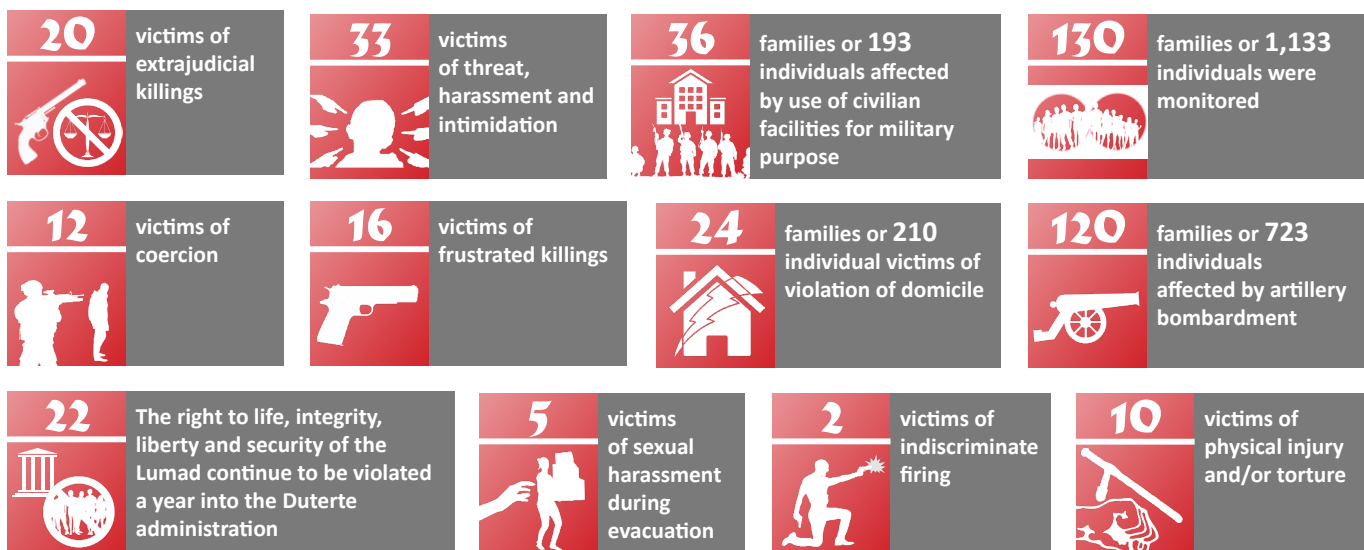 20
victims of
extrajudicial
killings
33
victims
of threat,
harassment and
intimidation
36
families or 193
individuals affected
by use of civilian
facilities for military
purpose
130
families or 1,133
individuals were
monitored
12
victims of
coercion
16
victims of
frustrated killings
24
families or 210
individual victims of
violation of domicile
120
families or 723
individuals
affected by artillery
bombardment
22
The right to life, integrity,
liberty and security of the
Lumad continue to be violated
a year into the Duterte
administration
5
victims
of sexual
harassment
during
evacuation
2
victims of
indiscriminate
firing
10
victims of
physical injury
and/or torture